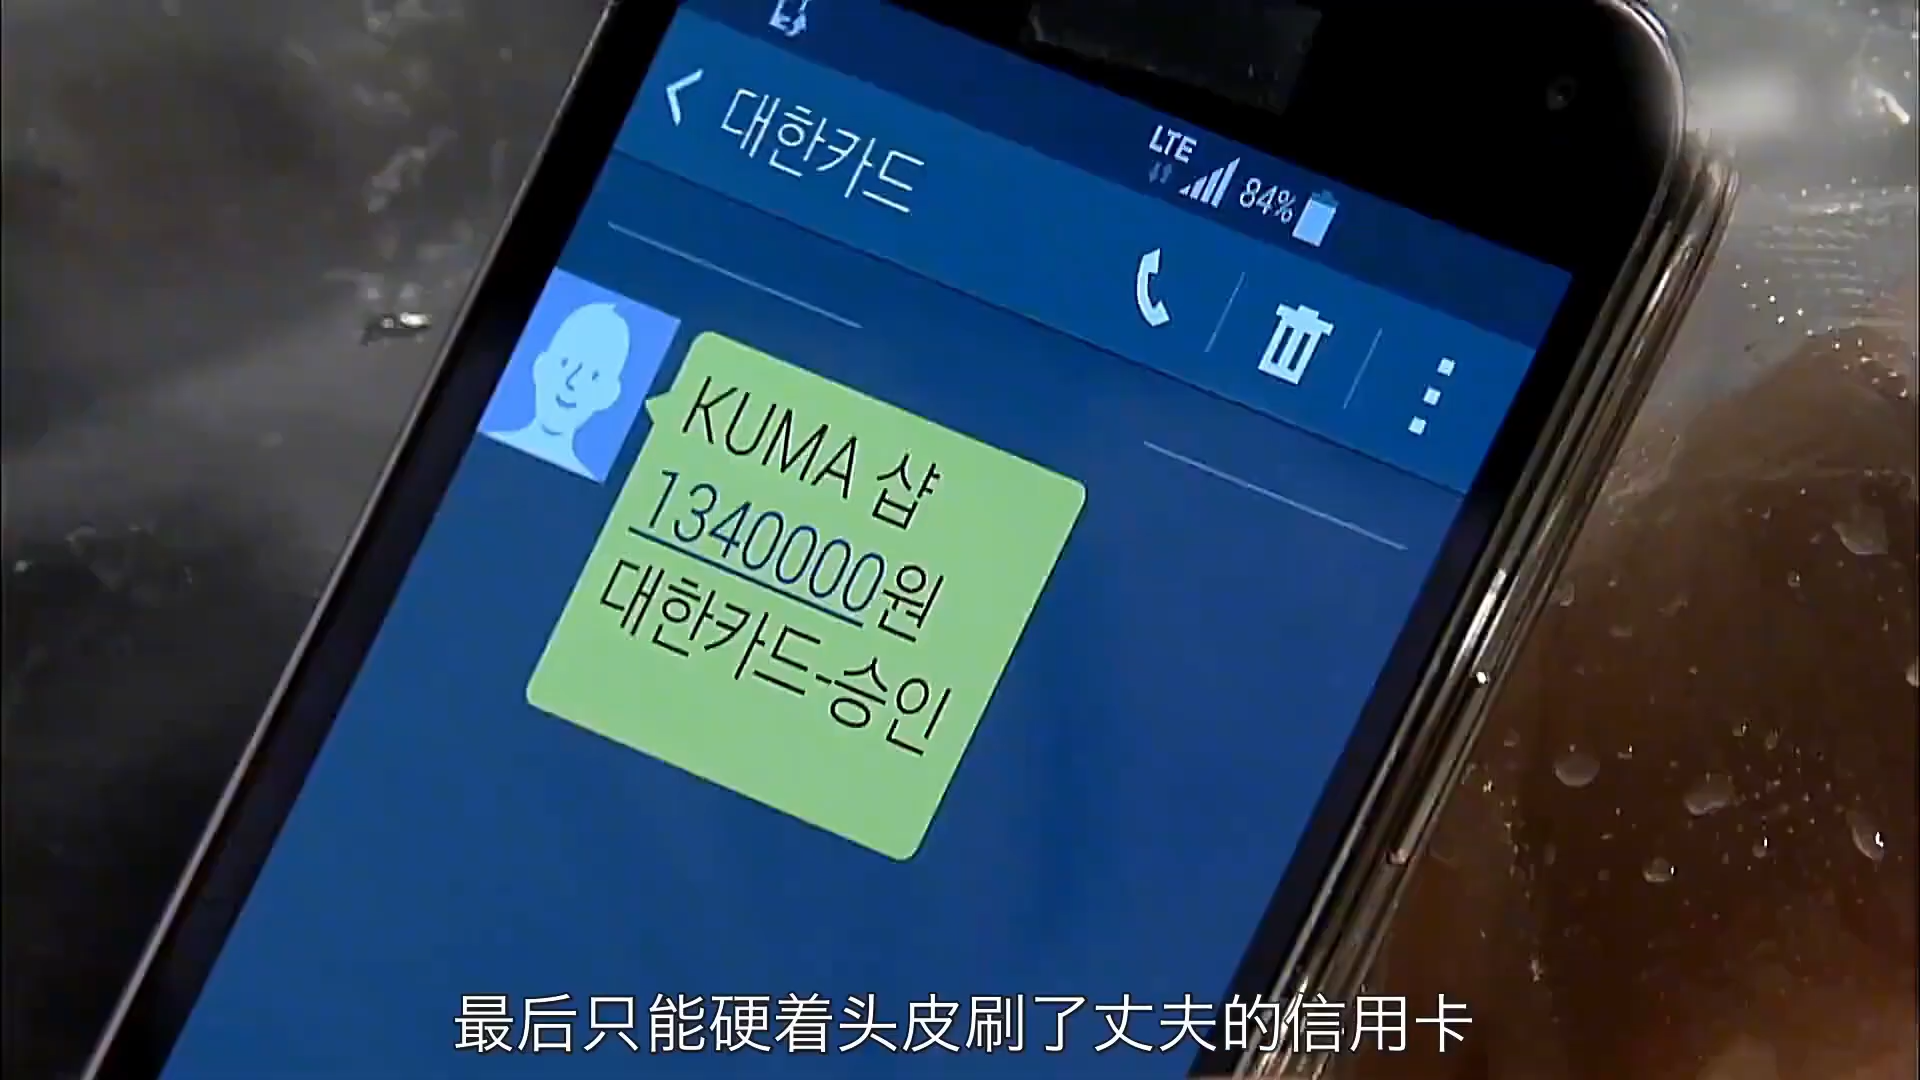 대한카드
LTE
84%
KUMA 샵
1340000원
대한카드-승인
最后只能硬着头皮刷了丈夫的信用卡